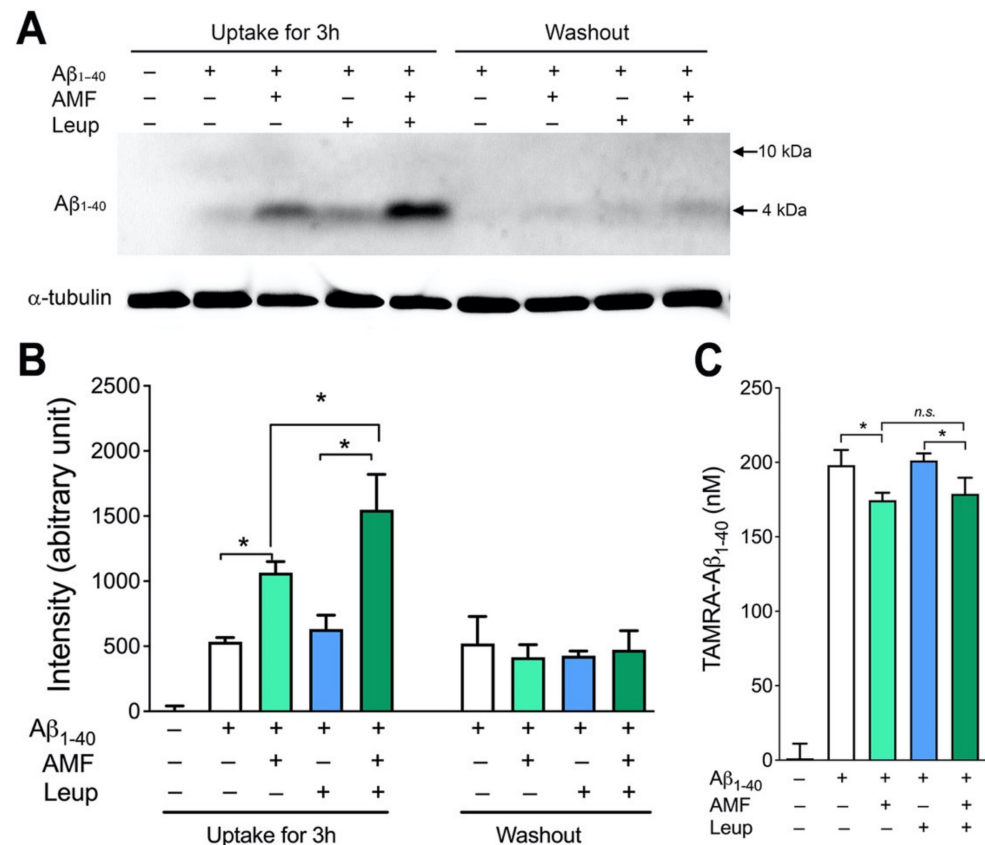 A
Uptake for 3h Washout
Aβ1–40 – + + + + + + + +
AMF – – + – + – + – +
Leup – – – + + – – + +
10 kDa
Aβ1-40 4 kDa
α-tubulin
B
Intensity (abitrary unit)
2500
2000
1500
1000
500
0
* * * 
Aβ1-40 – + + + + + + + +
AMF – – + – + – + – +
Leup – – – + + – – + +
Uptake for 3h Washout
C
TAMRA-Aβ1-40 (nM)
250
200
150
100
50
0
n.s.
* *
Aβ1-40 – + + + +
AMF – – + – +
Leup – – – + +